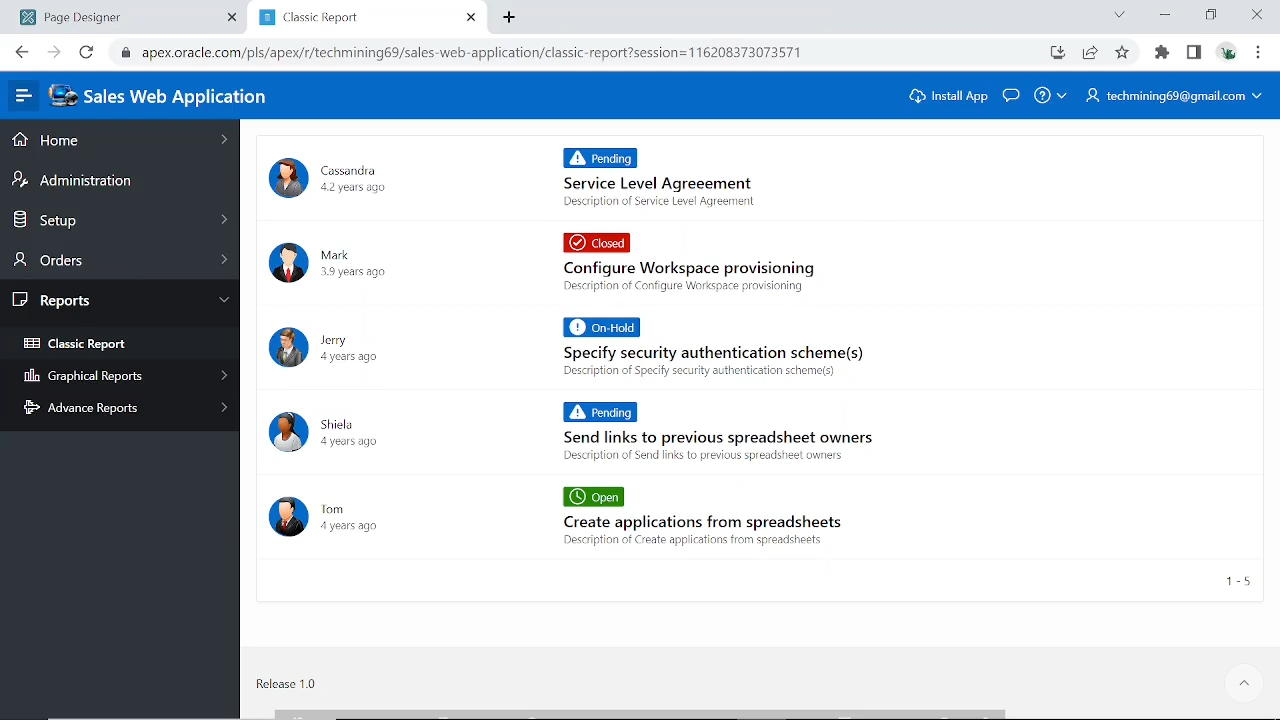 Page Designer
Classic Report
apex.oracle.com/pls/apex/r/techmining69/sales-web-application/classic-report?session=116208373073571
Sales Web Application
Install App
techmining69@gmail.com
Home
Administration
Setup
Orders
Reports
Classic Report
Graphical Reports
Advance Reports
Cassandra
4.2 years ago
Pending
Service Level Agreeement
Description of Service Level Agreement
Mark
3.9 years ago
Closed
Configure Workspace provisioning
Description of Configure Workspace provisioning
Jerry
4 years ago
On-Hold
Specify security authentication scheme(s)
Description of Specify security authentication scheme(s)
Shiela
4 years ago
Pending
Send links to previous spreadsheet owners
Description of Send links to previous spreadsheet owners
Tom
4 years ago
Open
Create applications from spreadsheets
Description of Create applications from spreadsheets
1 - 5
Release 1.0